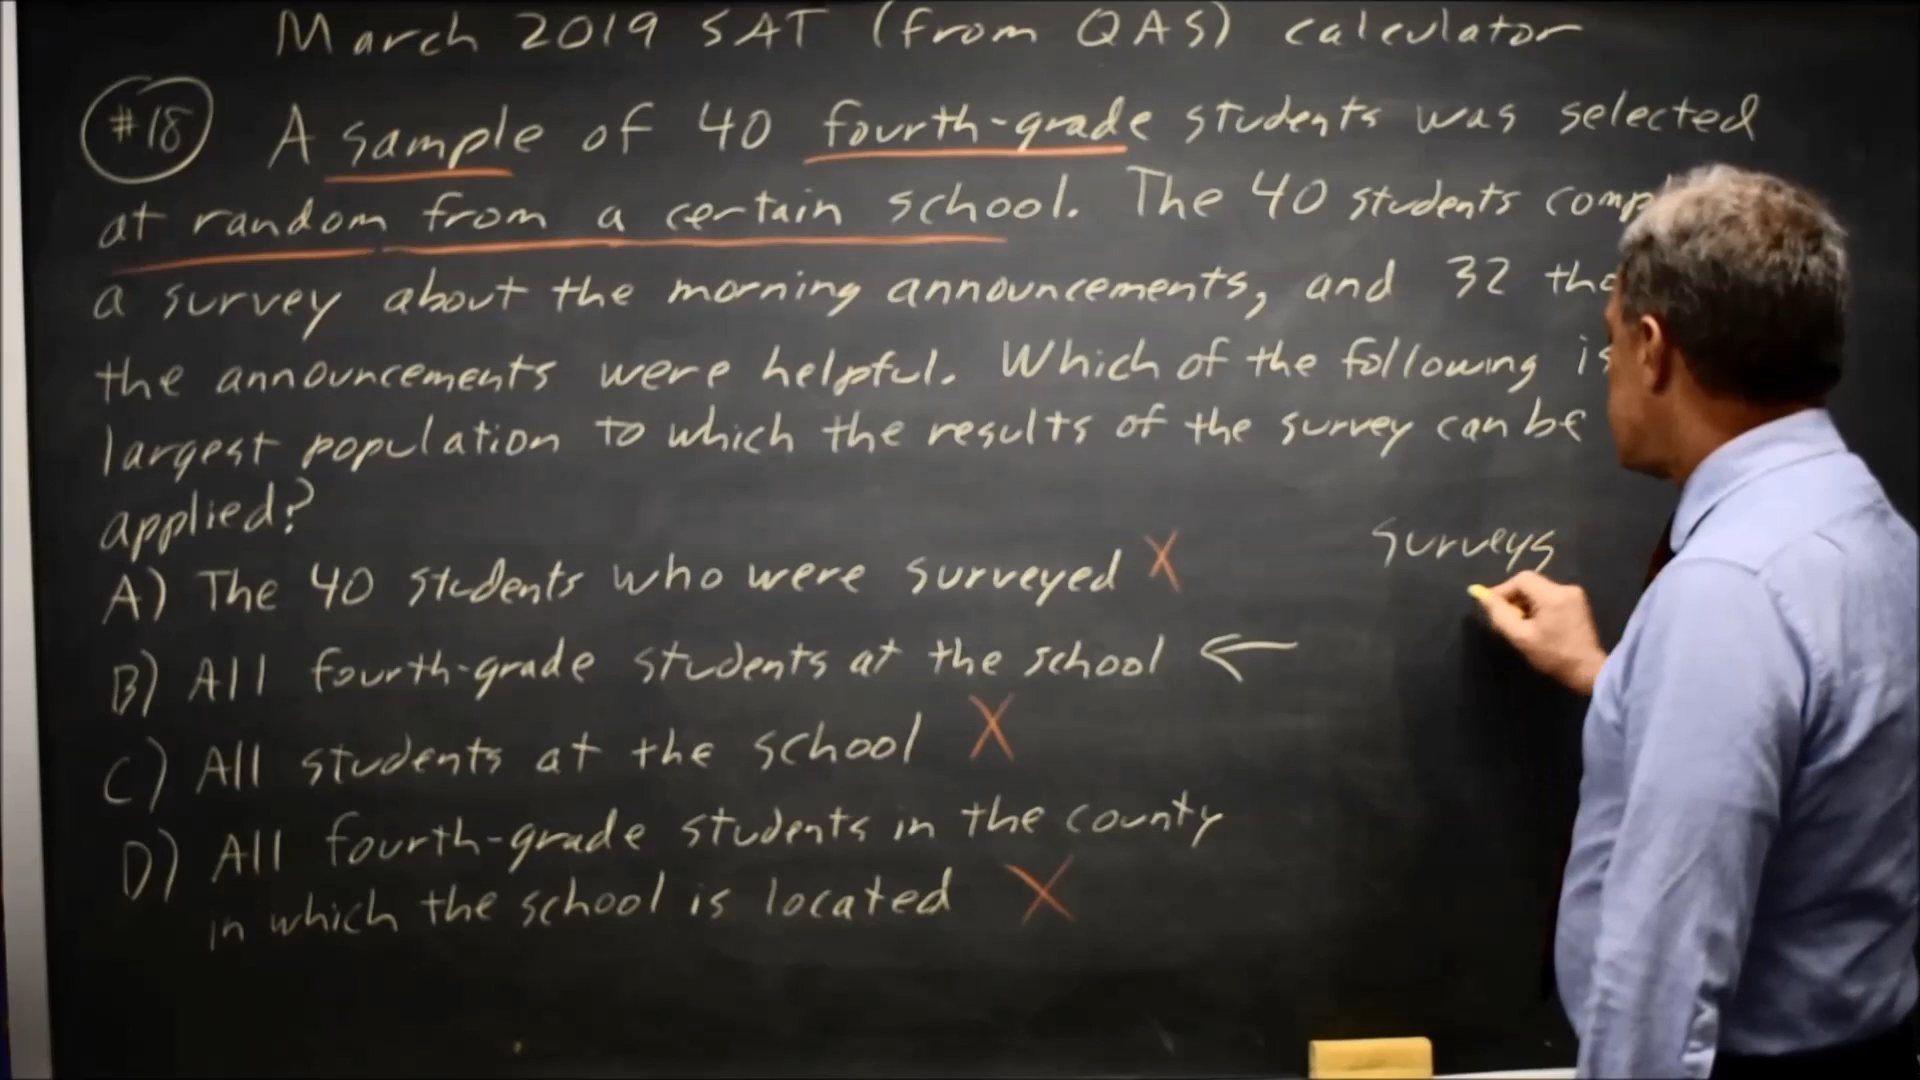 March 2019 SAT (from QAS) calculator
#18 A sample of 40 fourth-grade students was selected
at random from a certain school. The 40 students
a survey about the morning announcements, and 32
the announcements were helpful. Which of the following is
largest population to which the results of the survey can be
applied?
surveys
A) The 40 students who were surveyed X
B) All fourth-grade students at the school ←
C) All students at the school X
D) All fourth-grade students in the county
in which the school is located X